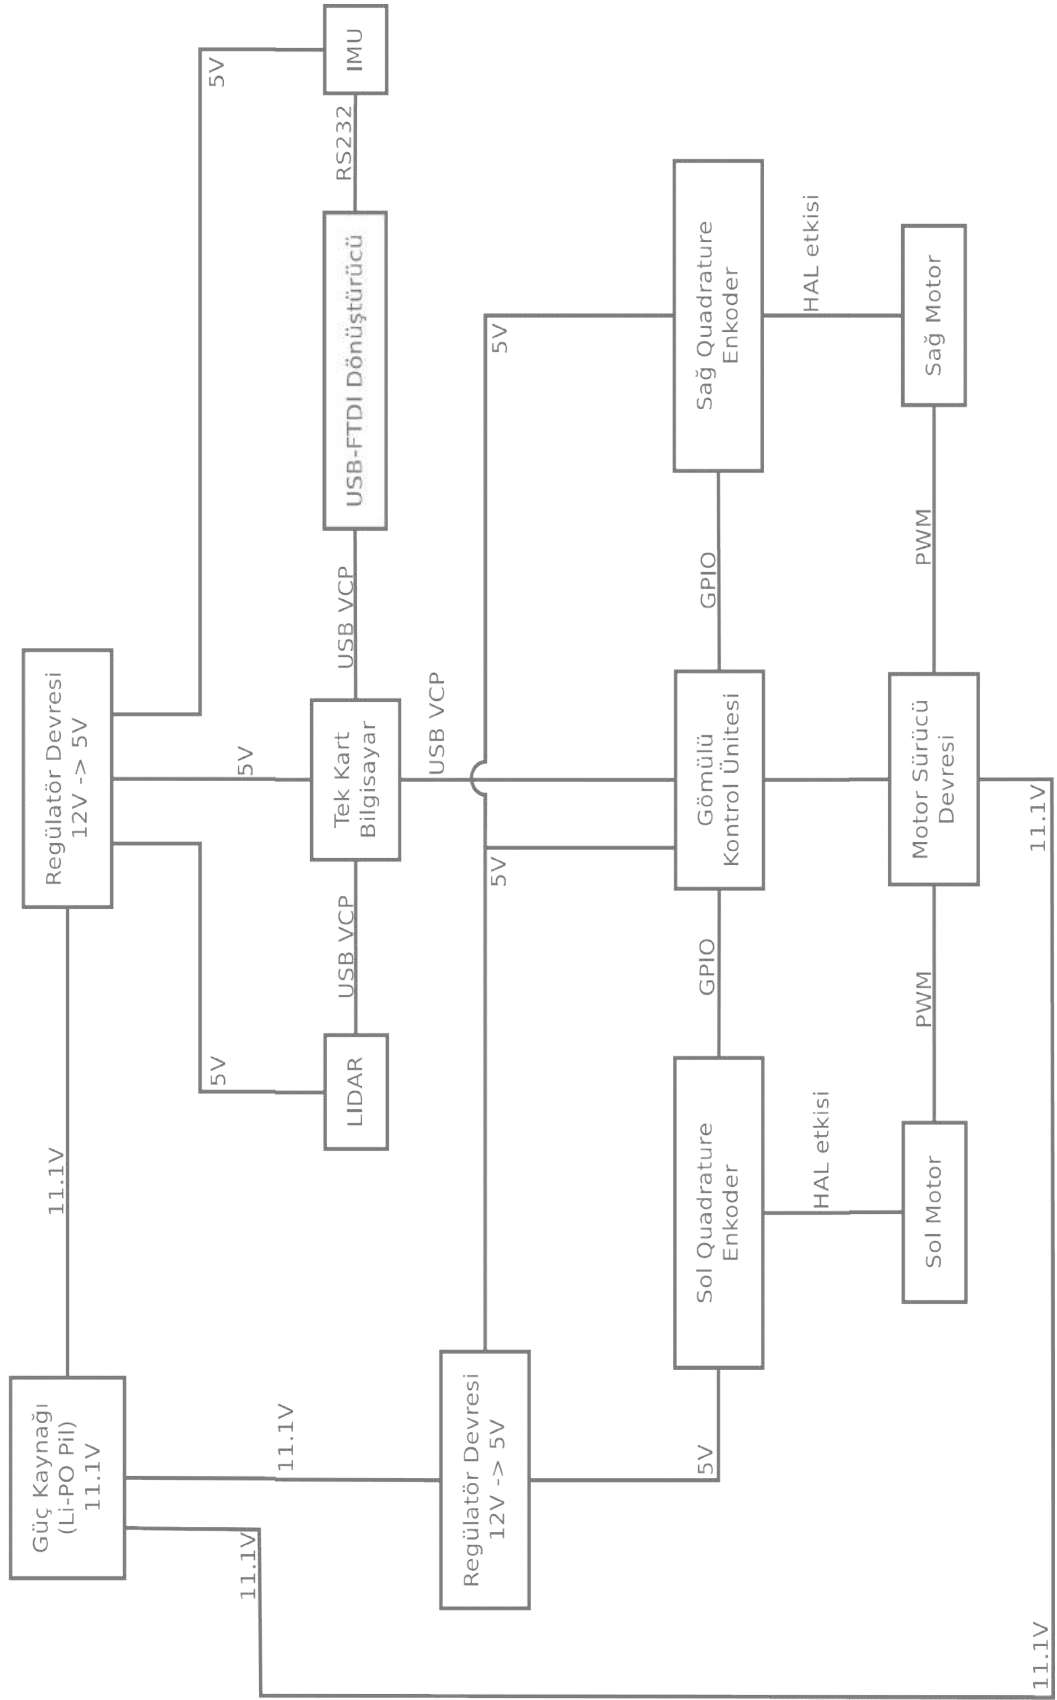 Güç Kaynağı
(Li-PO Pil)
11.1V
11.1V
Regülatör Devresi
12V -> 5V
11.1V
11.1V
5V
5V
5V
LIDAR
USB VCP
Tek Kart
Bilgisayar
USB VCP
USB-FTDI Dönüştürücü
RS232
IMU
USB VCP
Regülatör Devresi
12V -> 5V
5V
5V
5V
Sol Quadrature
Enkoder
GPIO
Gömülü
Kontrol Ünitesi
GPIO
Sağ Quadrature
Enkoder
HAL etkisi
HAL etkisi
Sol Motor
PWM
Motor Sürücü
Devresi
PWM
Sağ Motor
11.1V
11.1V